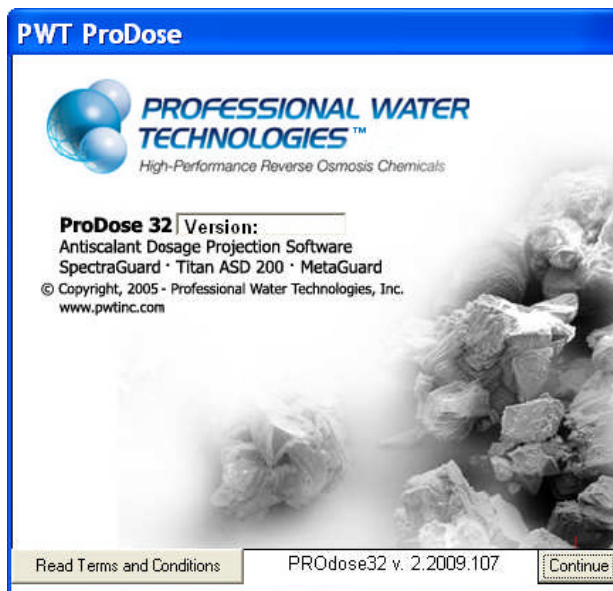 PWT ProDose
PROFESSIONAL WATER
TECHNOLOGIES™
High-Performance Reverse Osmosis Chemicals
ProDose 32 Version:
Antiscalant Dosage Projection Software
SpectraGuard · Titan ASD 200 · MetaGuard
© Copyright, 2005 - Professional Water Technologies, Inc.
www.pwtinc.com
Read Terms and Conditions PROdose32 v. 2.2009.107 Continue